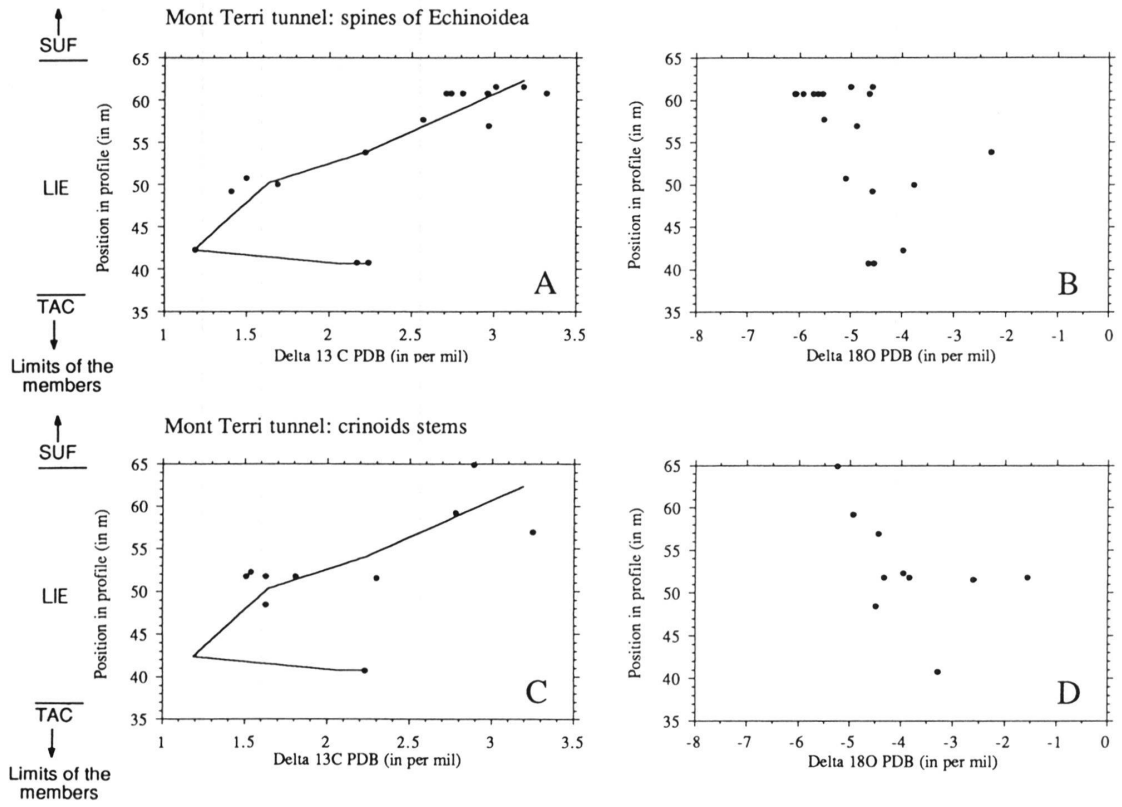 Mont Terri tunnel: spines of Echinoidea
SUF
LIE
TAC
Limits of the
members
Position in profile (in m)
65
60
55
50
45
40
35
A
1
1.5
2
2.5
3
3.5
Delta 13 C PDB (in per mil)
Position in profile (in m)
65
60
55
50
45
40
35
B
-8
-7
-6
-5
-4
-3
-2
-1
0
Delta 18O PDB (in per mil)
Mont Terri tunnel: crinoids stems
SUF
LIE
TAC
Limits of the
members
Position in profile (in m)
65
60
55
50
45
40
35
C
1
1.5
2
2.5
3
3.5
Delta 13C PDB (in per mil)
Position in profile (in m)
65
60
55
50
45
40
35
D
-8
-7
-6
-5
-4
-3
-2
-1
0
Delta 18O PDB (in per mil)